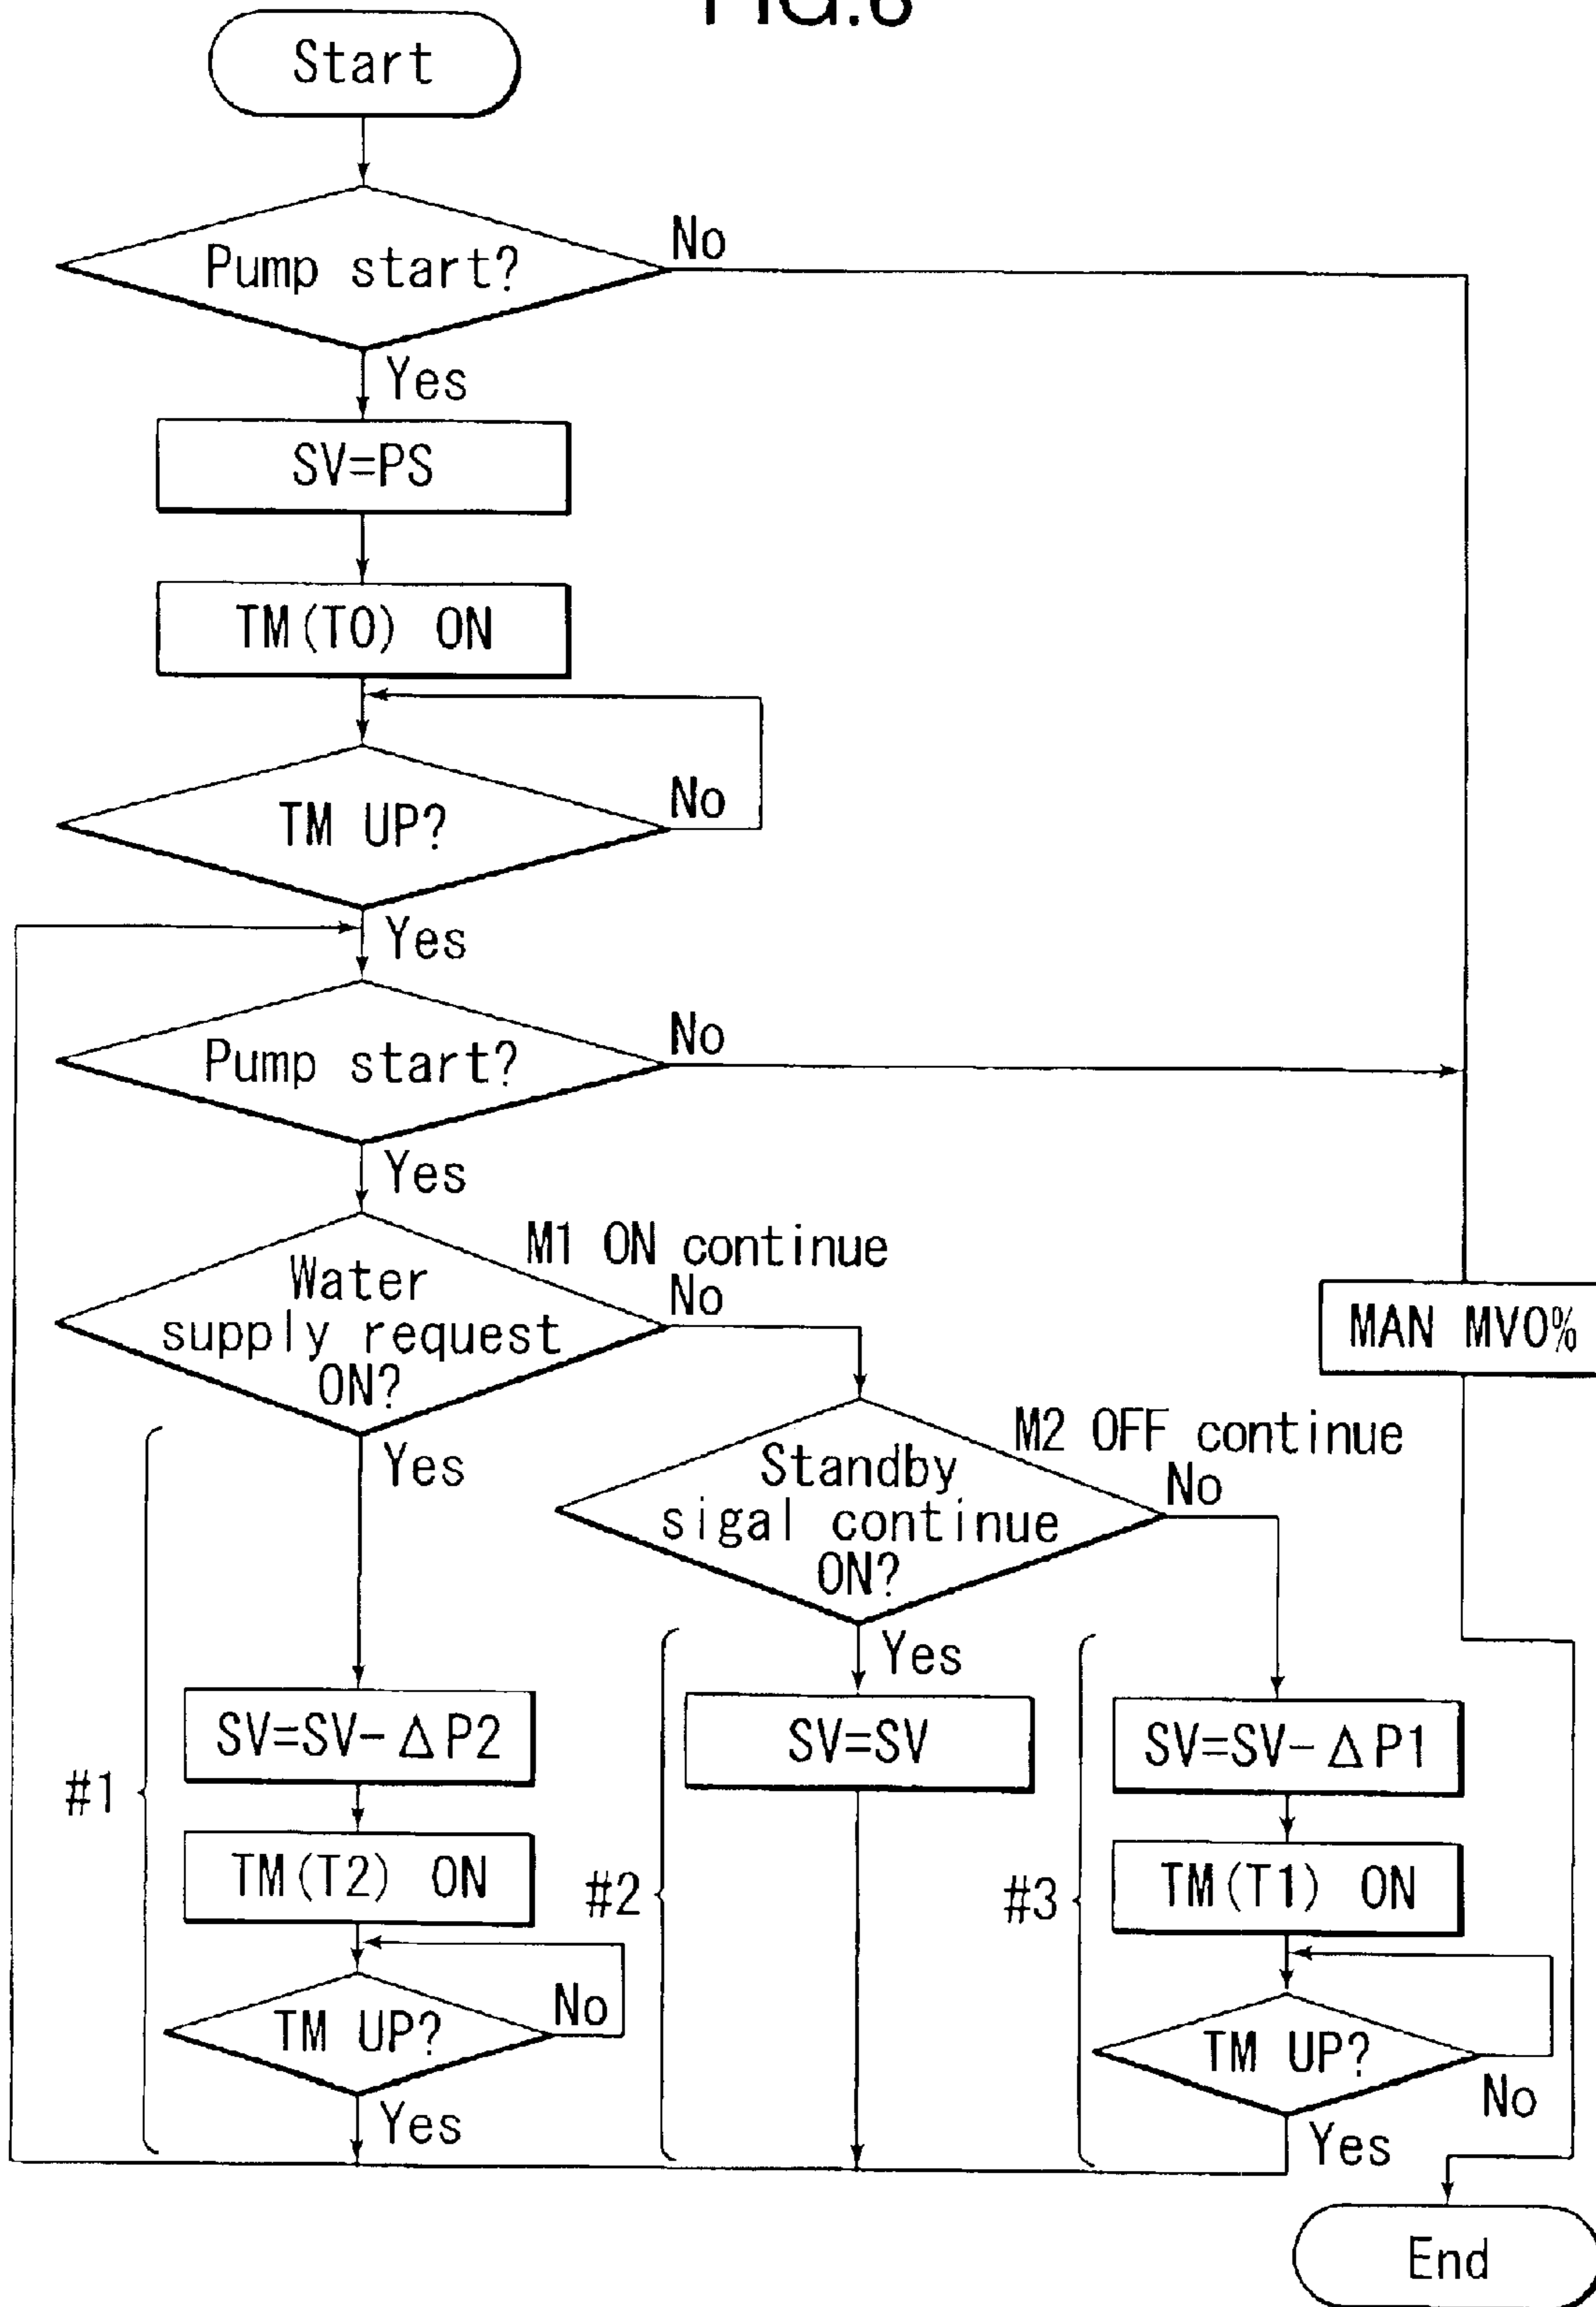 FIG.6
Start
Pump start?
No
Yes
SV=PS
TM(T0) ON
TM UP?
No
Yes
Pump start?
No
Yes
M1 ON continue
Water
supply request
ON?
No
MAN MV0%
Yes
M2 OFF continue
Standby
sigal continue
ON?
No
Yes
#1
SV=SV-ΔP2
TM(T2) ON
TM UP?
No
Yes
#2
SV=SV
#3
SV=SV-ΔP1
TM(T1) ON
TM UP?
No
Yes
End